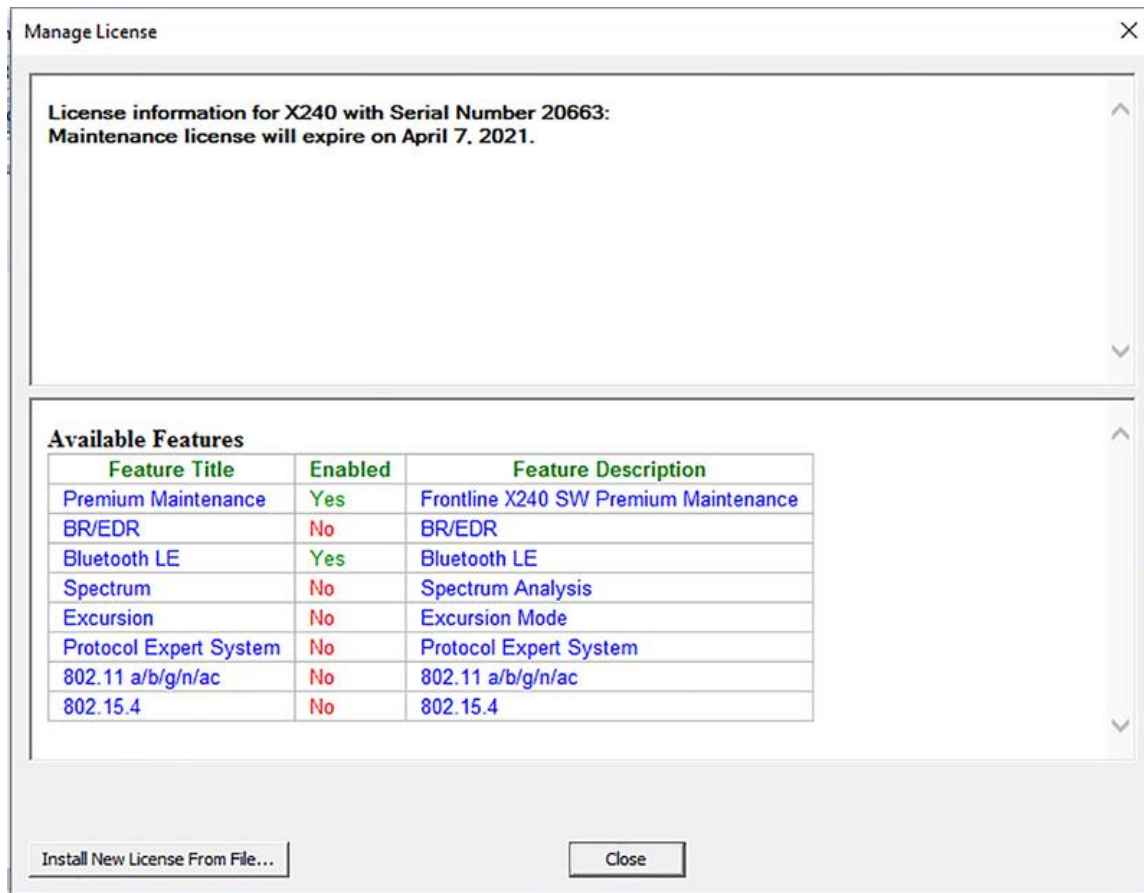 Manage License
License information for X240 with Serial Number 20663:
Maintenance license will expire on April 7, 2021.
Available Features
Feature Title Enabled Feature Description
Premium Maintenance Yes Frontline X240 SW Premium Maintenance
BR/EDR No BR/EDR
Bluetooth LE Yes Bluetooth LE
Spectrum No Spectrum Analysis
Excursion No Excursion Mode
Protocol Expert System No Protocol Expert System
802.11 a/b/g/n/ac No 802.11 a/b/g/n/ac
802.15.4 No 802.15.4
Install New License From File... Close